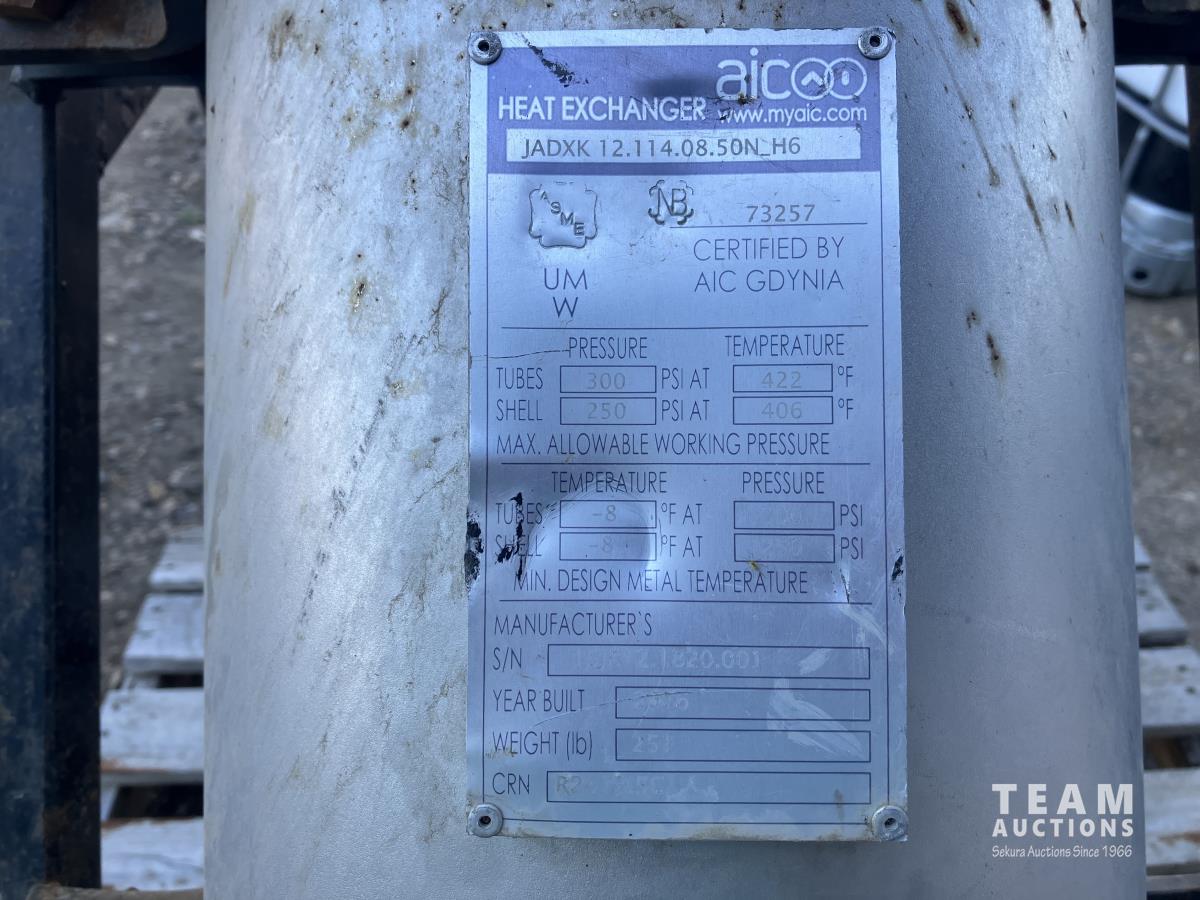 aic
HEAT EXCHANGER www.myaic.com
JADXK 12.114.08.50N_H6
ASME
NB 73257
UM
W
CERTIFIED BY
AIC GDYNIA
PRESSURE TEMPERATURE
TUBES 300 PSI AT 422 °F
SHELL 250 PSI AT 406 °F
MAX. ALLOWABLE WORKING PRESSURE
TEMPERATURE PRESSURE
TUBES -8 °F AT PSI
SHELL -8 °F AT PSI
MIN. DESIGN METAL TEMPERATURE
MANUFACTURER`S
S/N
YEAR BUILT
WEIGHT (lb)
CRN
TEAM
AUCTIONS
Sekura Auctions Since 1966